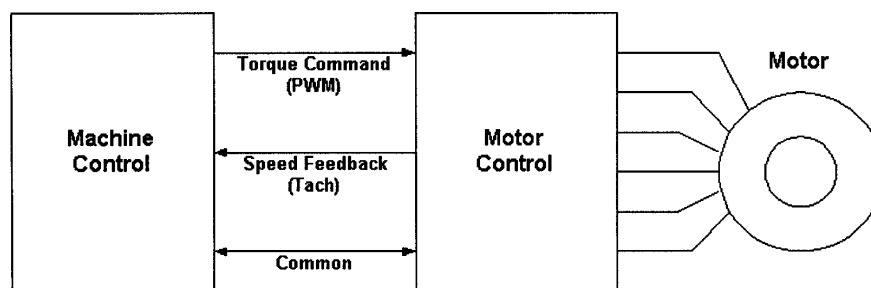 Machine
Control
Torque Command
(PWM)
Speed Feedback
(Tach)
Common
Motor
Control
Motor